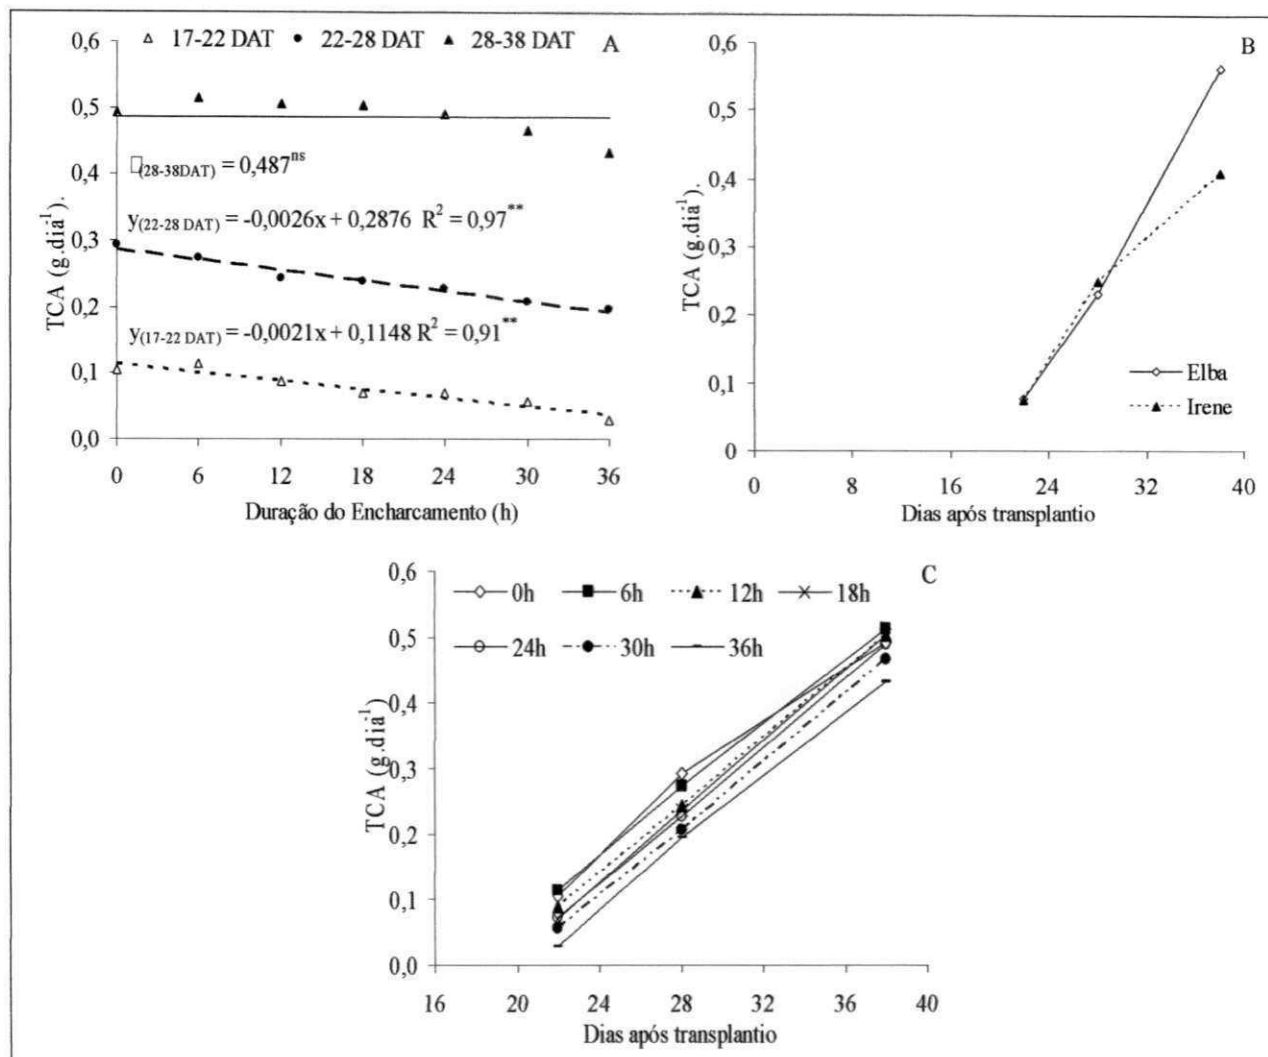 0,6 △ 17-22 DAT ● 22-28 DAT ▲ 28-38 DAT A
0,5
0,4
0,3
0,2
0,1
0,0
TCA (g.dia⁻¹).
□(28-38DAT) = 0,487ns
y(22-28 DAT) = -0,0026x + 0,2876 R² = 0,97**
y(17-22 DAT) = -0,0021x + 0,1148 R² = 0,91**
0 6 12 18 24 30 36
Duração do Encharcamento (h)
0,6 B
0,5
0,4
0,3
0,2
0,1
0
TCA (g.dia⁻¹).
Elba
Irene
0 8 16 24 32 40
Dias após transplantio
0,6 C
0,5
0,4
0,3
0,2
0,1
0,0
TCA (g.dia⁻¹)
0h 6h 12h 18h
24h 30h 36h
16 20 24 28 32 36 40
Dias após transplantio